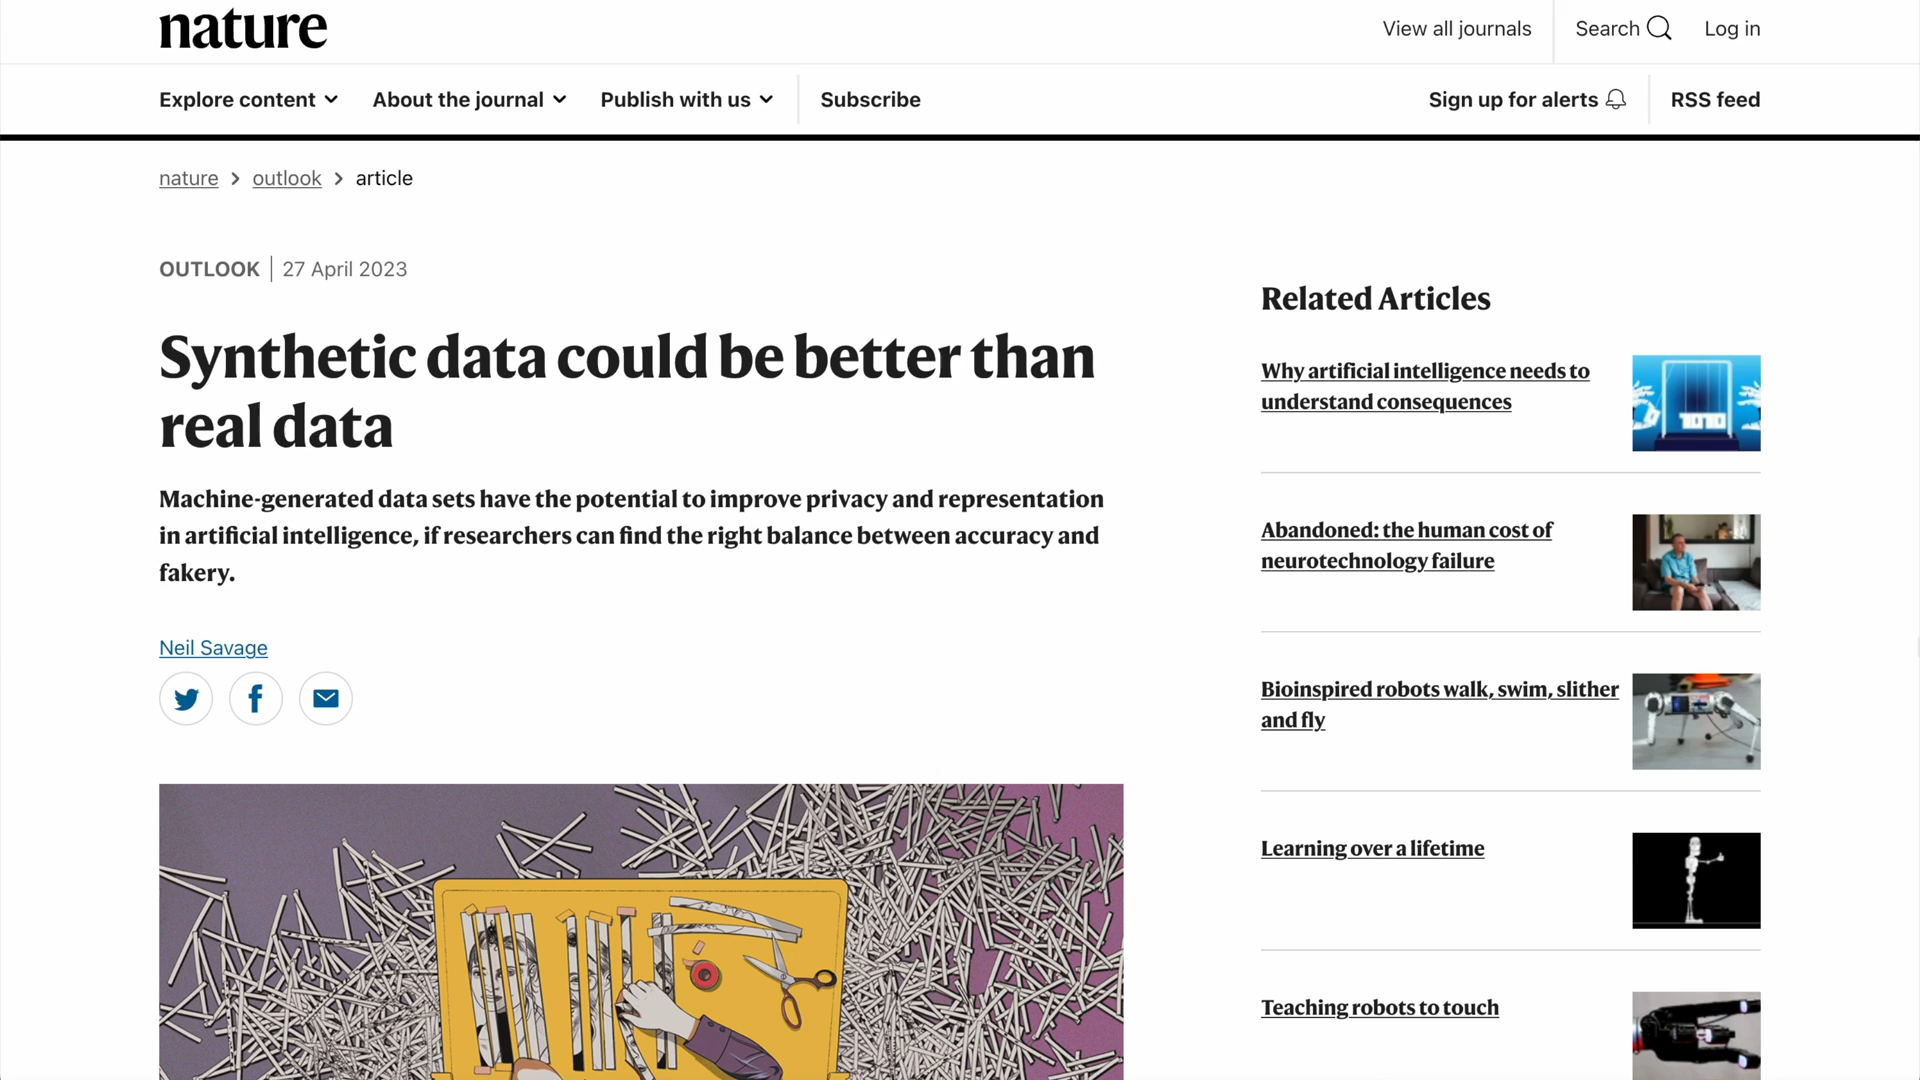 nature
View all journals
Search
Log in
Explore content
About the journal
Publish with us
Subscribe
Sign up for alerts
RSS feed
nature > outlook > article
OUTLOOK | 27 April 2023
Synthetic data could be better than
real data
Machine-generated data sets have the potential to improve privacy and representation
in artificial intelligence, if researchers can find the right balance between accuracy and
fakery.
Neil Savage
Related Articles
Why artificial intelligence needs to
understand consequences
Abandoned: the human cost of
neurotechnology failure
Bioinspired robots walk, swim, slither
and fly
Learning over a lifetime
Teaching robots to touch